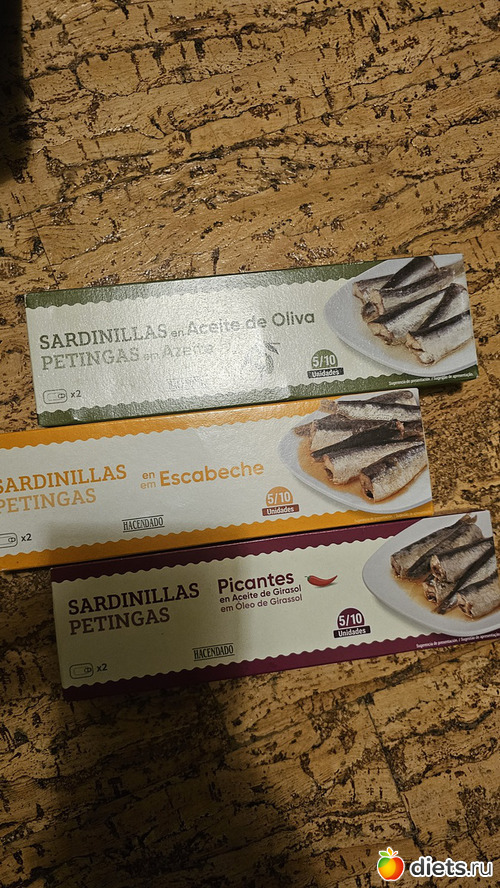 SARDINILLAS en Aceite de Oliva
PETINGAS em Azeite
5/10
Unidades
x2
SARDINILLAS
PETINGAS
en
em Escabeche
5/10
Unidades
HACENDADO
x2
SARDINILLAS
PETINGAS
Picantes
en Aceite de Girasol
em Óleo de Girassol
5/10
Unidades
HACENDADO
x2
diets.ru